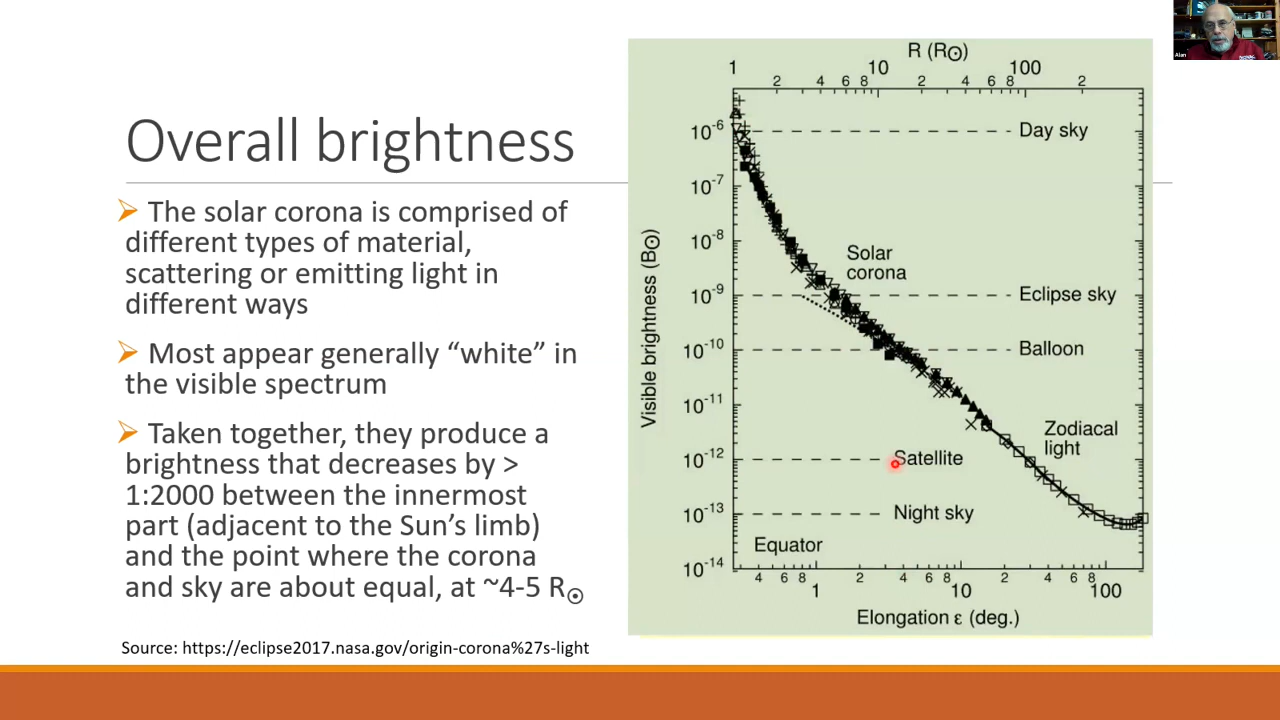 Overall brightness
➢ The solar corona is comprised of
different types of material,
scattering or emitting light in
different ways
➢ Most appear generally “white” in
the visible spectrum
➢ Taken together, they produce a
brightness that decreases by >
1:2000 between the innermost
part (adjacent to the Sun’s limb)
and the point where the corona
and sky are about equal, at ~4-5 R☉
Source: https://eclipse2017.nasa.gov/origin-corona%27s-light
R (R☉)
1 10 100
2 4 6 8 2 4 6 8 2
Visible brightness (B☉)
10⁻⁶
10⁻⁷
10⁻⁸
10⁻⁹
10⁻¹⁰
10⁻¹¹
10⁻¹²
10⁻¹³
10⁻¹⁴
Day sky
Solar
corona
Eclipse sky
Balloon
Zodiacal
light
Satellite
Night sky
Equator
4 6 8 2 4 6 8 2 4 6 8
1 10 100
Elongation ε (deg.)
Alan